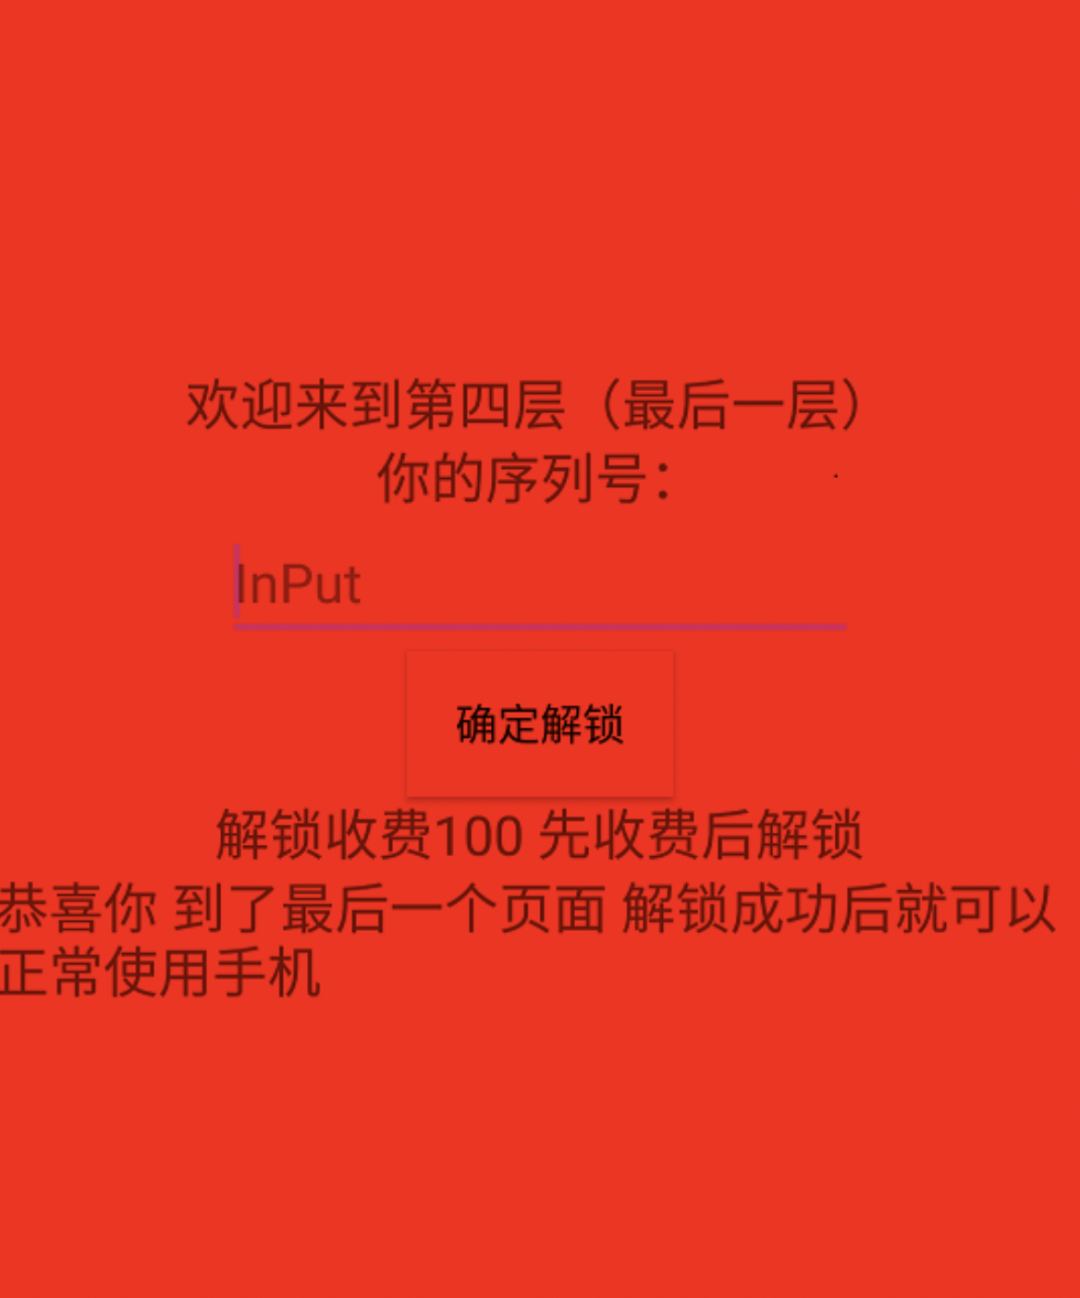 欢迎来到第四层（最后一层）
你的序列号：
InPut
确定解锁
解锁收费100 先收费后解锁
恭喜你 到了最后一个页面 解锁成功后就可以
正常使用手机